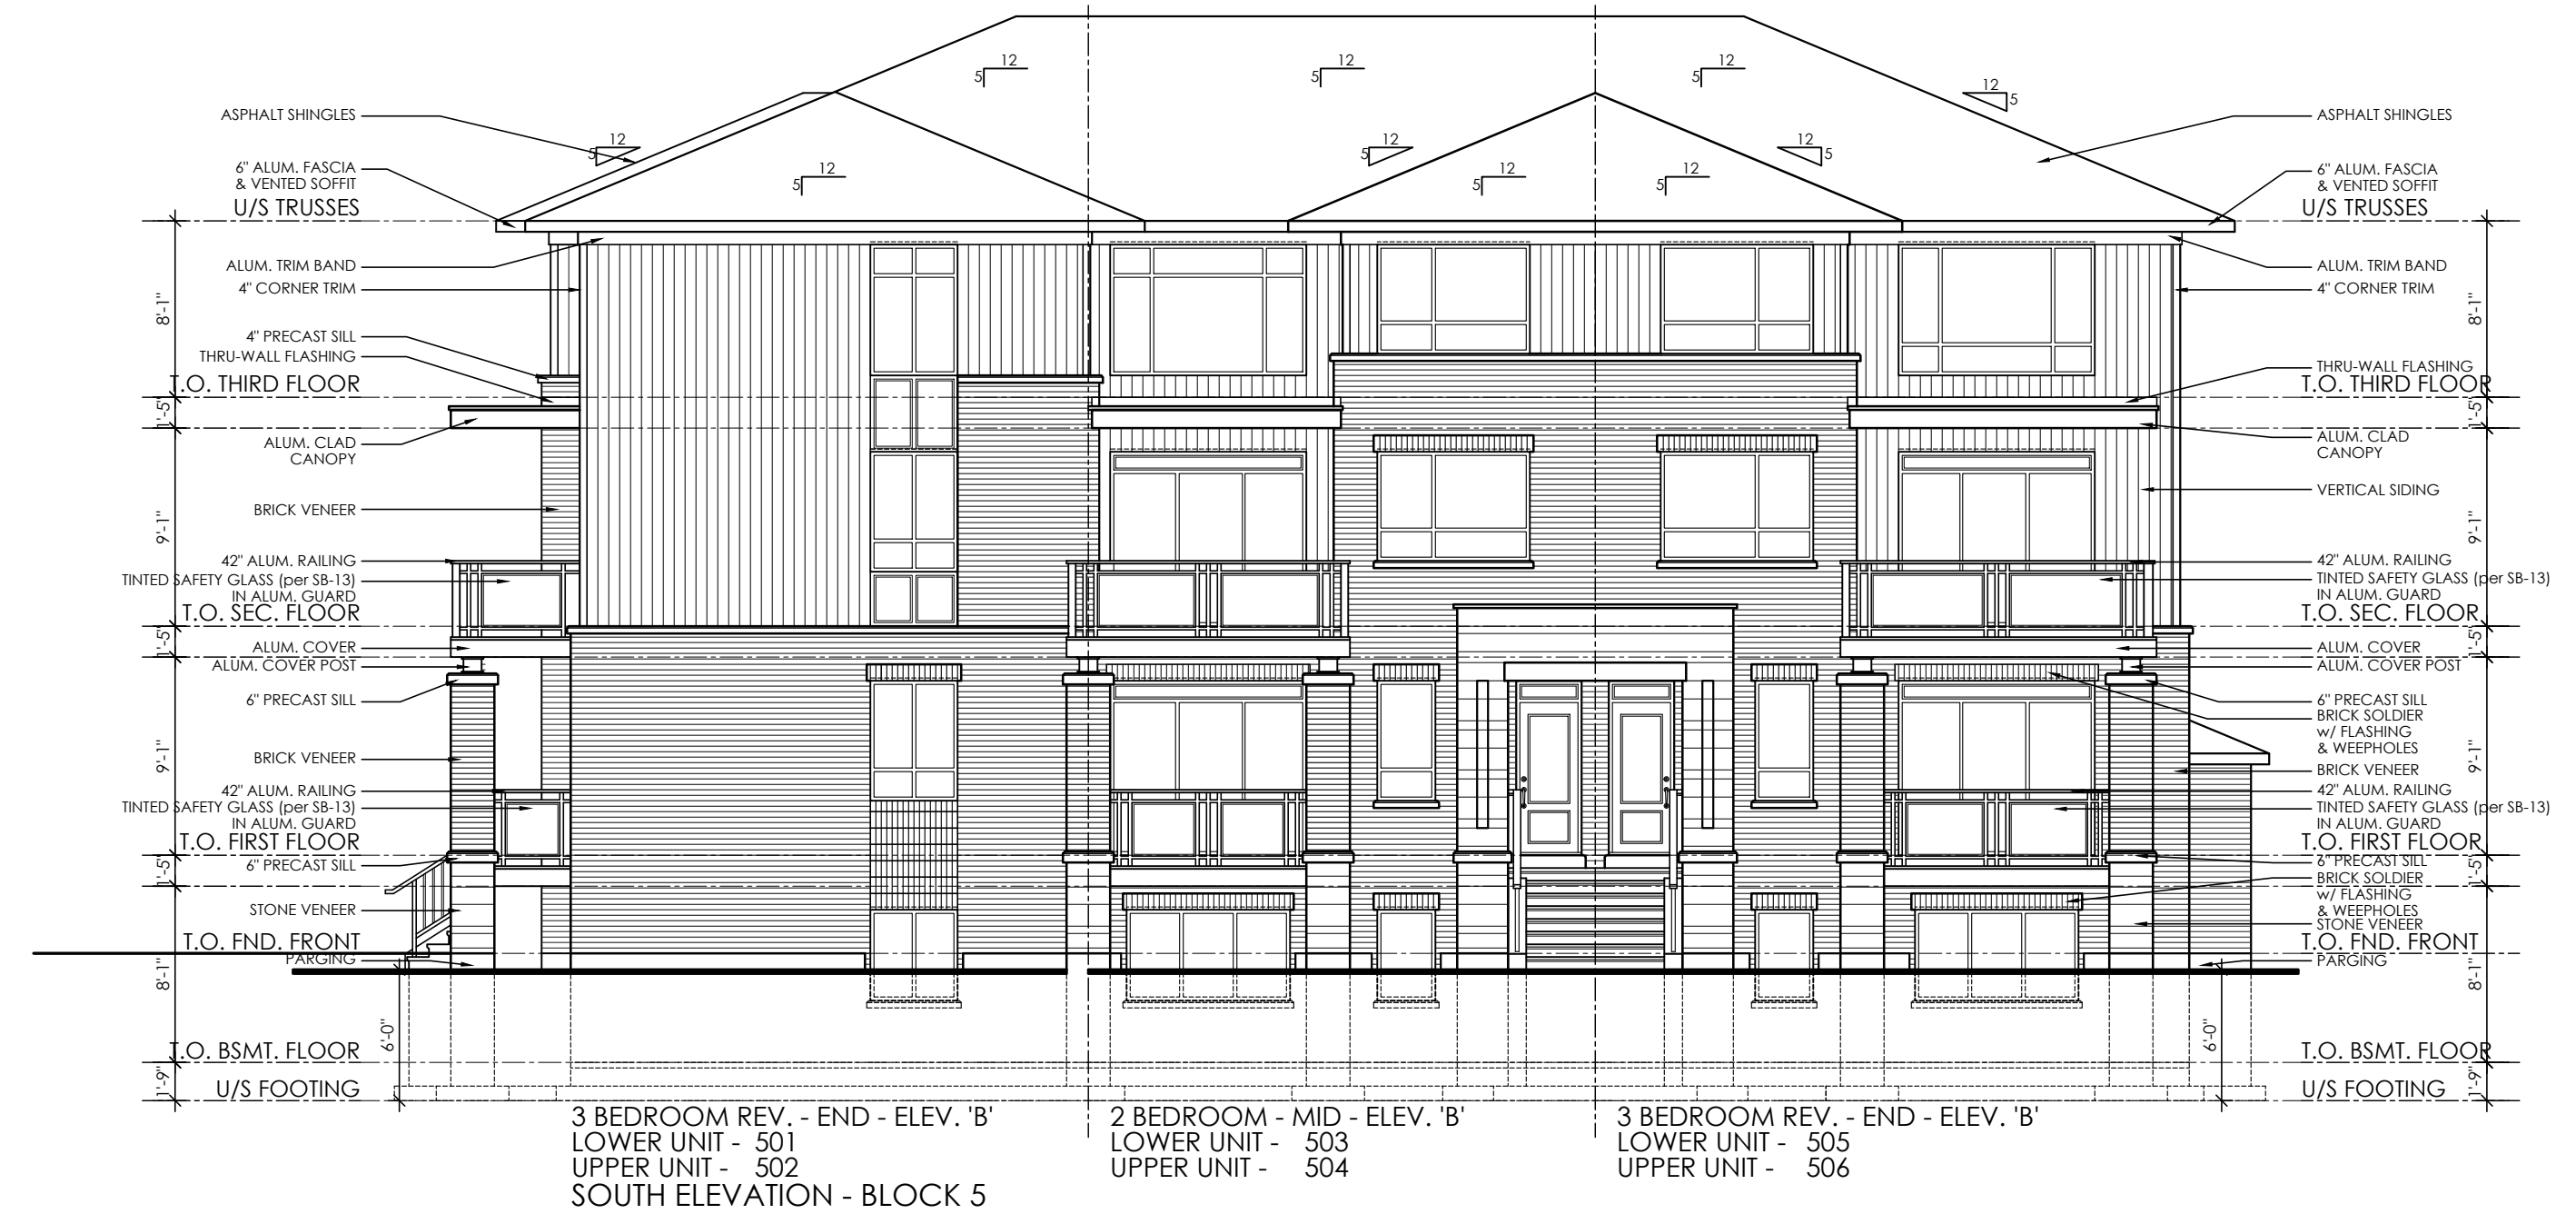 12
5
12
5
12
5
12
5
12
5
12
5
12
5
12
5
12
5
12
5
ASPHALT SHINGLES
6" ALUM. FASCIA
& VENTED SOFFIT
U/S TRUSSES
ALUM. TRIM BAND
4" CORNER TRIM
4" PRECAST SILL
THRU-WALL FLASHING
T.O. THIRD FLOOR
ALUM. CLAD
CANOPY
BRICK VENEER
42" ALUM. RAILING
TINTED SAFETY GLASS (per SB-13)
IN ALUM. GUARD
T.O. SEC. FLOOR
ALUM. COVER
ALUM. COVER POST
6" PRECAST SILL
BRICK VENEER
42" ALUM. RAILING
TINTED SAFETY GLASS (per SB-13)
IN ALUM. GUARD
T.O. FIRST FLOOR
6" PRECAST SILL
STONE VENEER
T.O. FND. FRONT
PARGING
T.O. BSMT. FLOOR
U/S FOOTING
8'-1"
1'-5"
9'-1"
1'-5"
9'-1"
1'-5"
8'-1"
1'-9"
6'-0"
ASPHALT SHINGLES
6" ALUM. FASCIA
& VENTED SOFFIT
U/S TRUSSES
ALUM. TRIM BAND
4" CORNER TRIM
THRU-WALL FLASHING
T.O. THIRD FLOOR
ALUM. CLAD
CANOPY
VERTICAL SIDING
42" ALUM. RAILING
TINTED SAFETY GLASS (per SB-13)
IN ALUM. GUARD
T.O. SEC. FLOOR
ALUM. COVER
ALUM. COVER POST
6" PRECAST SILL
BRICK SOLDIER
w/ FLASHING
& WEEPHOLES
BRICK VENEER
42" ALUM. RAILING
TINTED SAFETY GLASS (per SB-13)
IN ALUM. GUARD
T.O. FIRST FLOOR
6" PRECAST SILL
BRICK SOLDIER
w/ FLASHING
& WEEPHOLES
STONE VENEER
T.O. FND. FRONT
PARGING
T.O. BSMT. FLOOR
U/S FOOTING
8'-1"
1'-5"
9'-1"
1'-5"
9'-1"
1'-5"
8'-1"
1'-9"
6'-0"
3 BEDROOM REV. - END - ELEV. 'B'
LOWER UNIT - 501
UPPER UNIT - 502
2 BEDROOM - MID - ELEV. 'B'
LOWER UNIT - 503
UPPER UNIT - 504
3 BEDROOM REV. - END - ELEV. 'B'
LOWER UNIT - 505
UPPER UNIT - 506
SOUTH ELEVATION - BLOCK 5